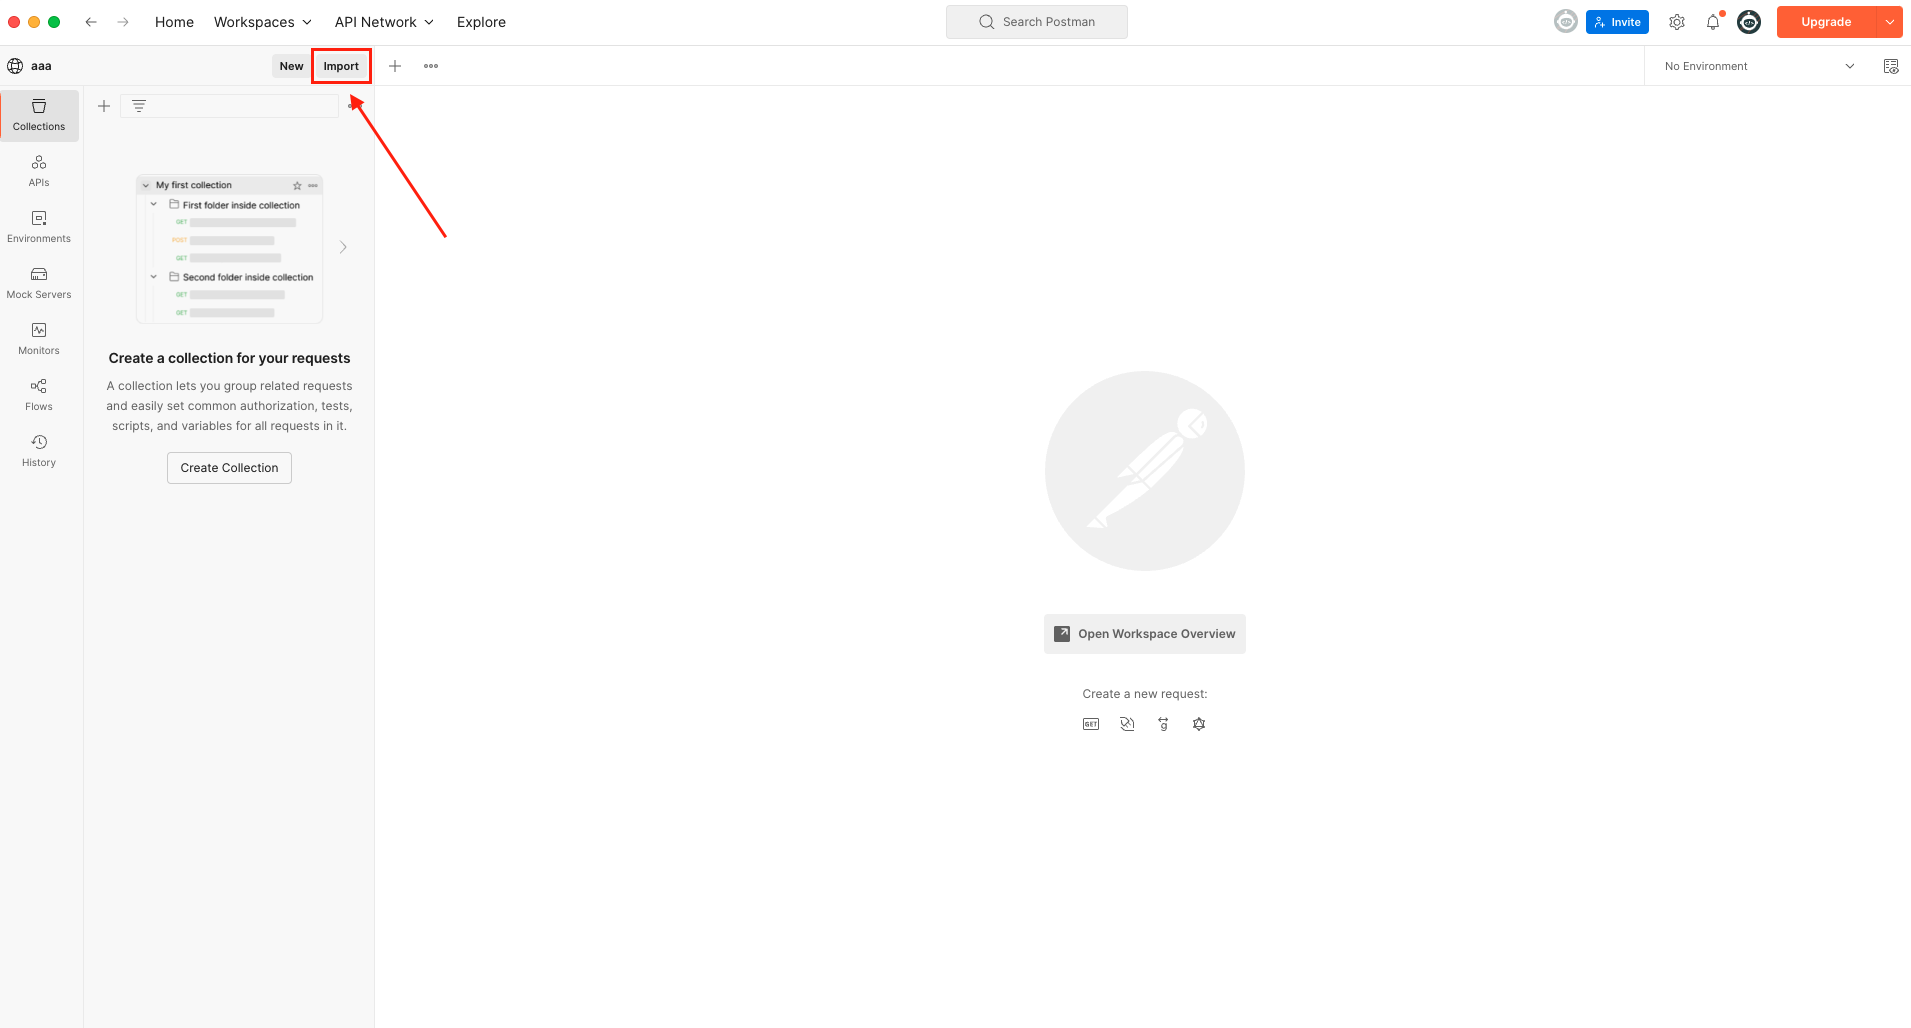 Home Workspaces API Network Explore Search Postman Invite Upgrade
aaa New Import No Environment
Collections
APIs
Environments
Mock Servers
Monitors
Flows
History
My first collection
First folder inside collection
GET
POST
GET
Second folder inside collection
GET
GET
Create a collection for your requests
A collection lets you group related requests
and easily set common authorization, tests,
scripts, and variables for all requests in it.
Create Collection
Open Workspace Overview
Create a new request:
GET
g